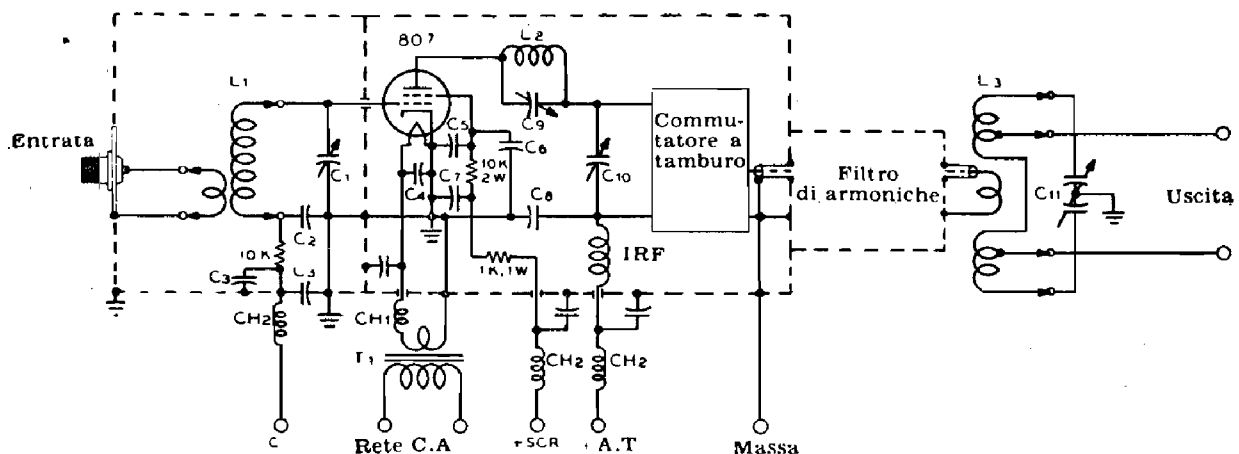 807
L2
L1
L3
Entrata
C5
C9
C6
Commu-
tatore a
tamburo
10K
2W
C1
C4
C7
C10
Filtro
di armoniche
C11
Uscita
C8
C2
10K
IRF
1K,1W
C3
C3
CH2
CH1
T1
CH2
CH2
C
Rete C.A
+SCR
A.T
Massa